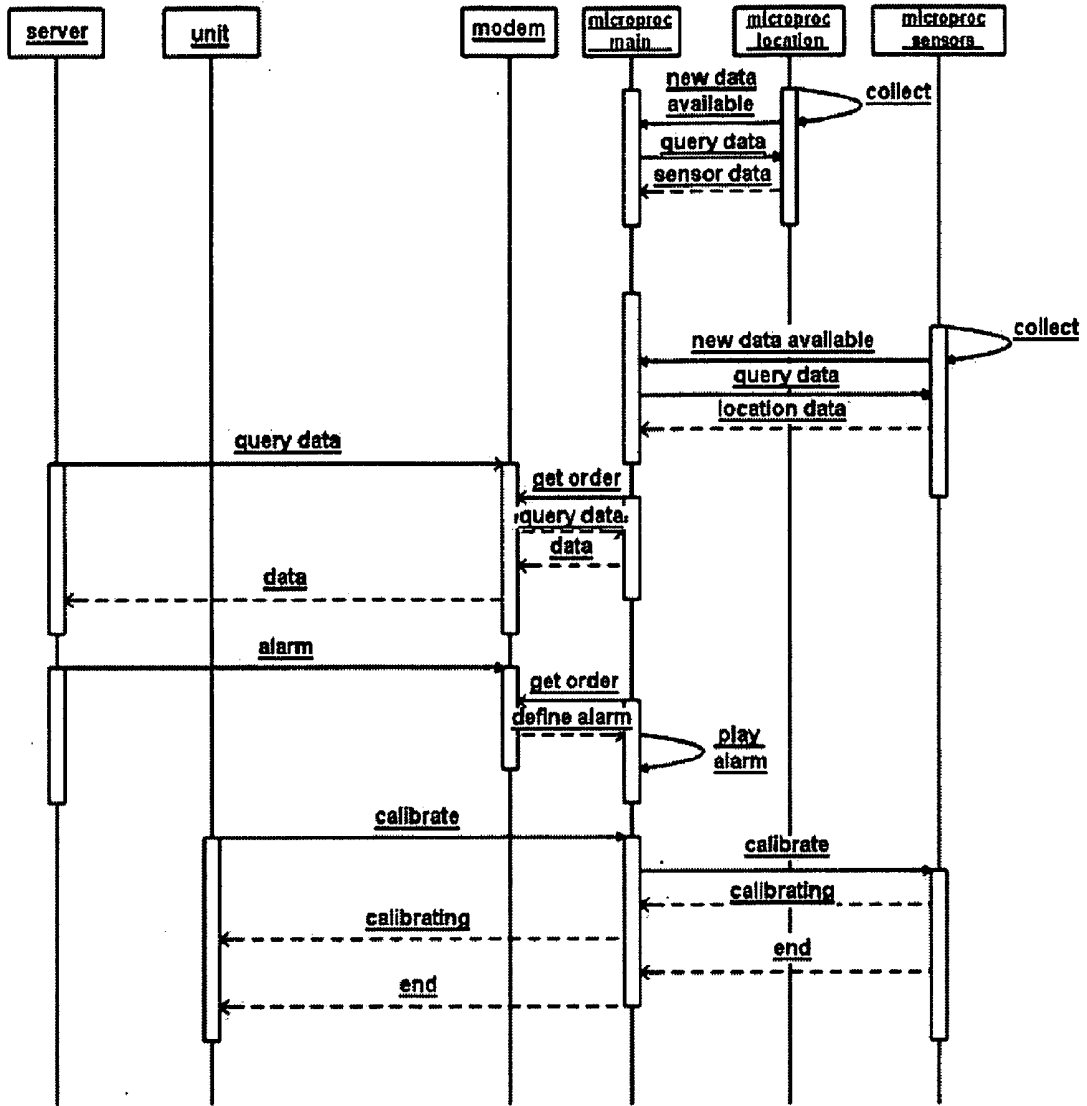 server
unit
modem
microproc
main
microproc
location
microproc
sensors
new data
available
collect
query data
sensor data
collect
new data available
query data
location data
query data
get order
query data
data
data
alarm
get order
define alarm
play
alarm
calibrate
calibrate
calibrating
calibrating
end
end